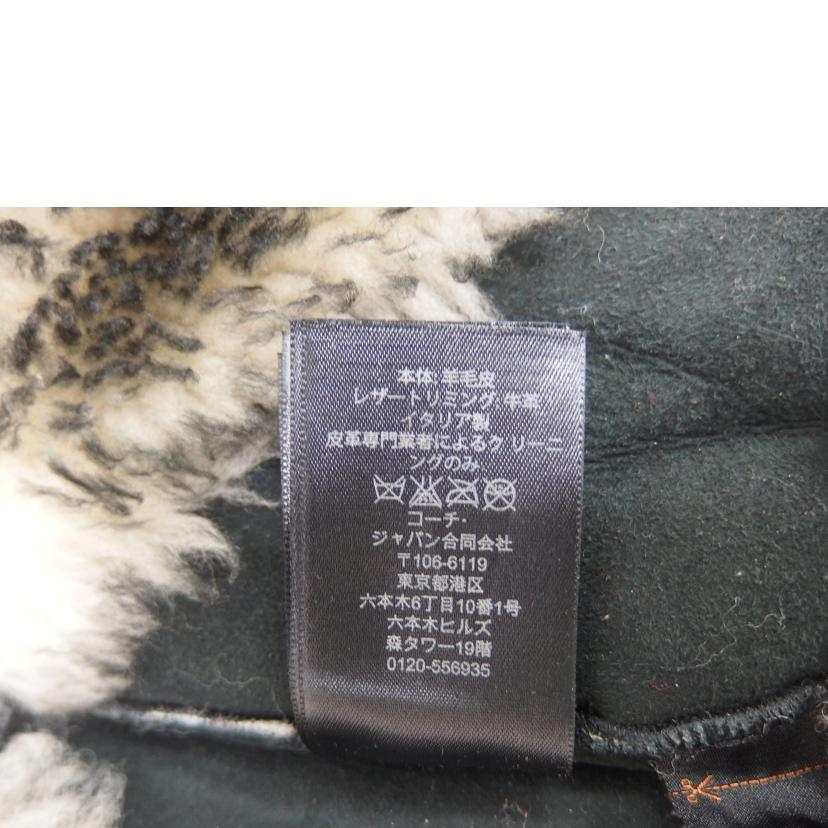 本体: 羊毛皮
レザートリミング: 牛革
イタリア製
皮革専門業者によるク リーニ
ングのみ
コーチ・
ジャパン合同会社
〒106-6119
東京都港区
六本木6丁目10番1号
六本木ヒルズ
森タワー19階
0120-556935